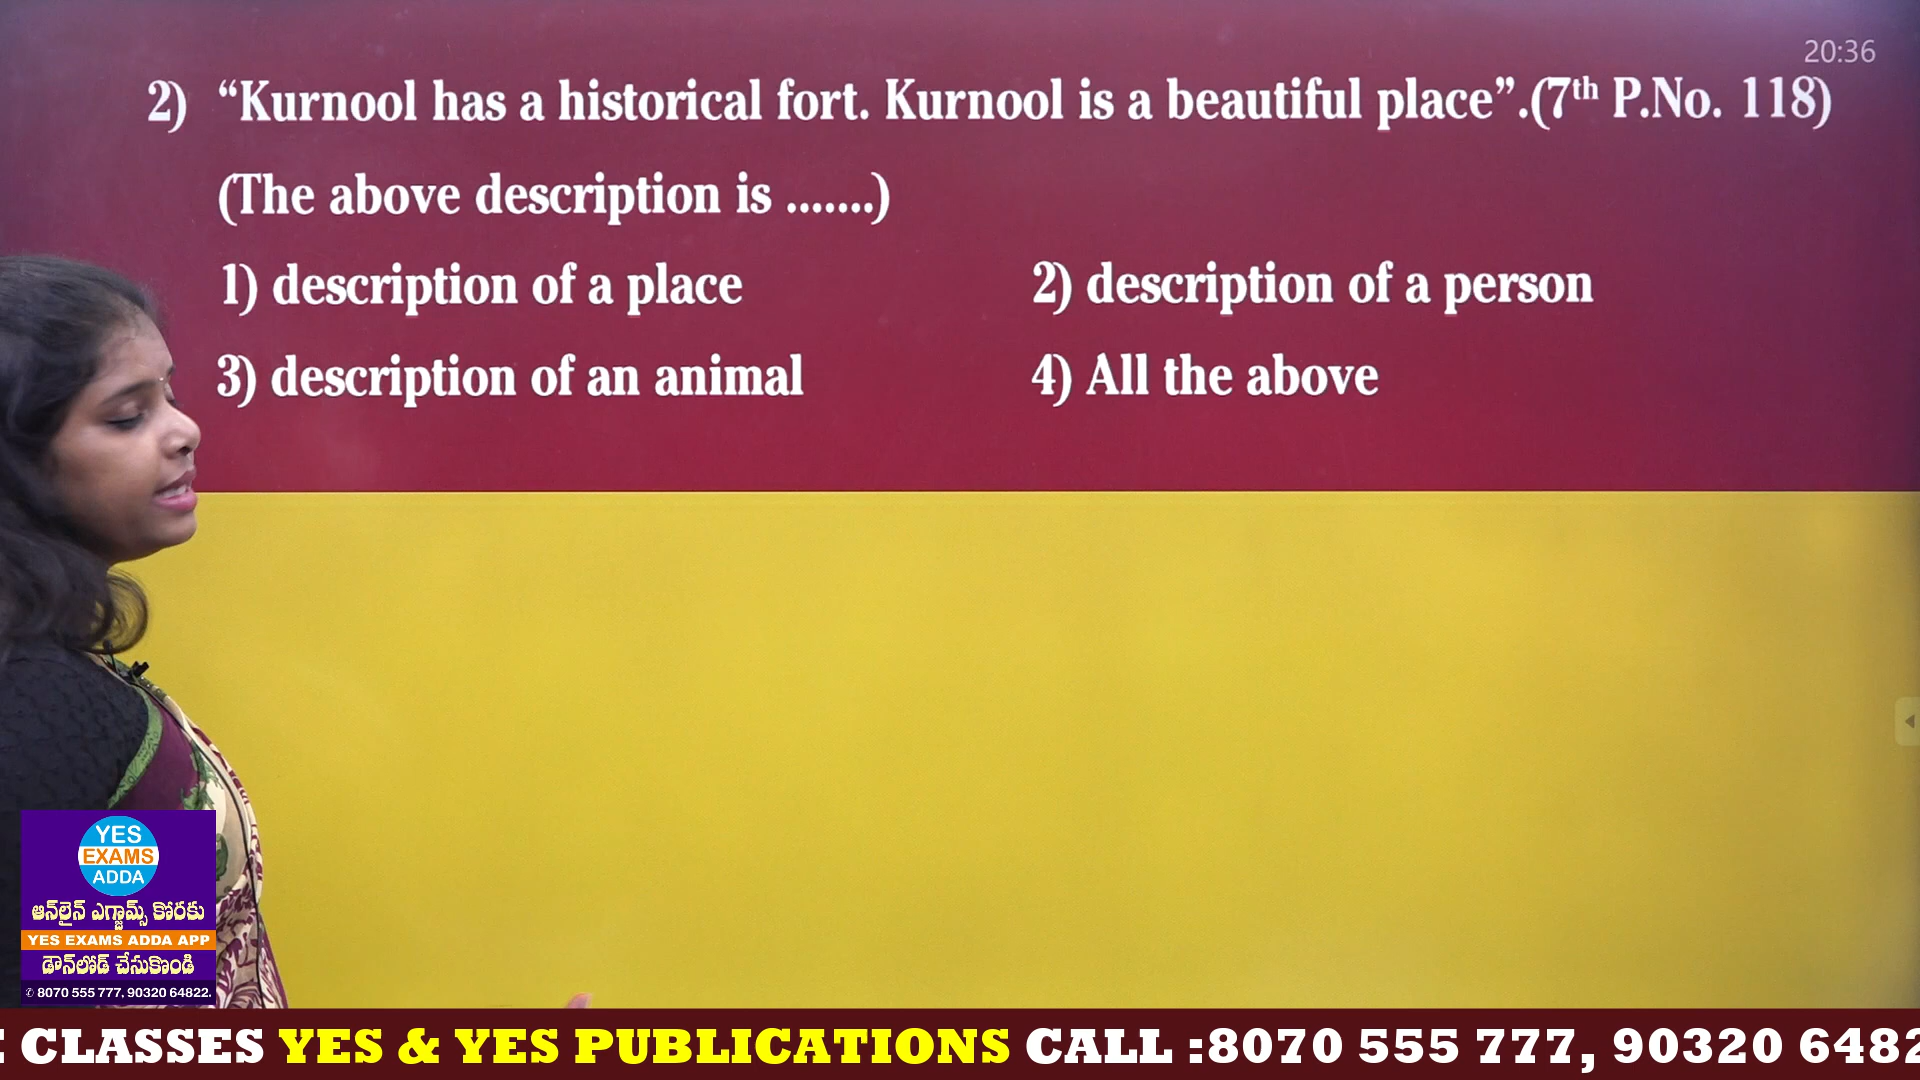 20:36
2) “Kurnool has a historical fort. Kurnool is a beautiful place”.(7th P.No. 118)
(The above description is .......)
1) description of a place 2) description of a person
3) description of an animal 4) All the above
YES
EXAMS
ADDA
ఆన్‌లైన్ ఎగ్జామ్స్ కొరకు
YES EXAMS ADDA APP
డౌన్‌లోడ్ చేసుకొండి
✆ 8070 555 777, 90320 64822.
CLASSES YES & YES PUBLICATIONS CALL :8070 555 777, 90320 6482